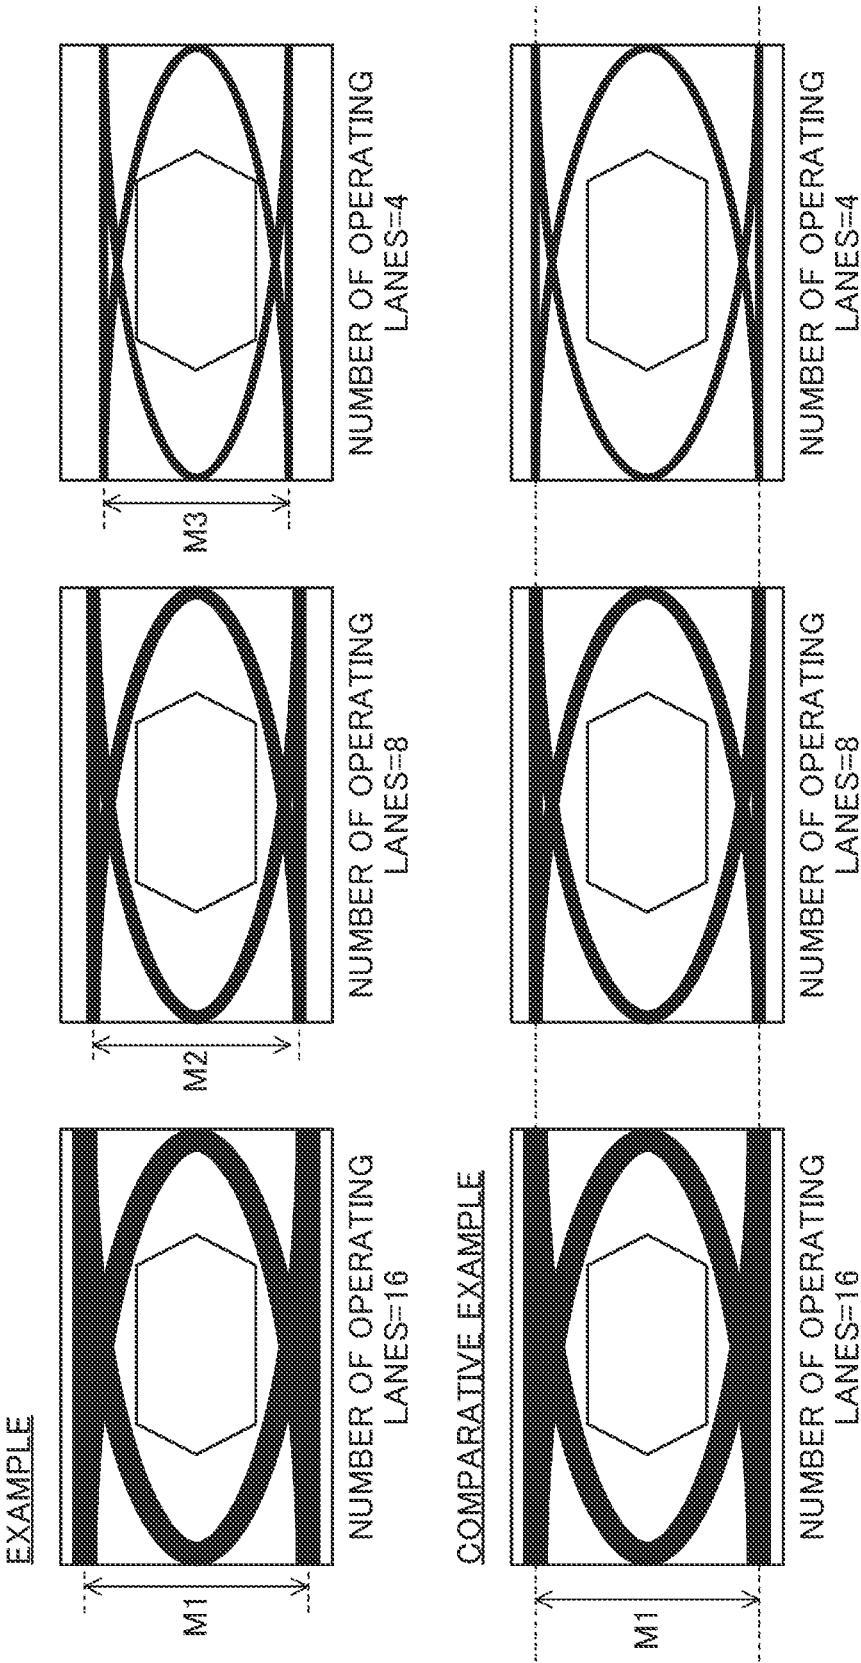 EXAMPLE
M1
NUMBER OF OPERATING
LANES=16
M2
NUMBER OF OPERATING
LANES=8
M3
NUMBER OF OPERATING
LANES=4
COMPARATIVE EXAMPLE
M1
NUMBER OF OPERATING
LANES=16
NUMBER OF OPERATING
LANES=8
NUMBER OF OPERATING
LANES=4